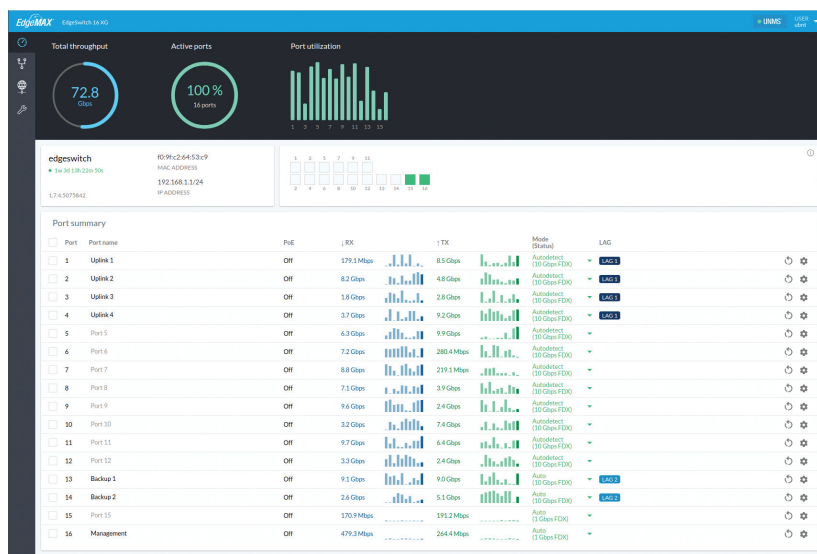 EdgeMAX EdgeSwitch 16 XG UNMS USER
ubnt
Total throughput Active ports Port utilization
72.8
Gbps
100 %
16 ports
1 3 5 7 9 11 13 15
edgeswitch f0:9f:c2:64:53:c9
1w 3d 13h 22m 50s MAC ADDRESS
192.168.1.1/24
1.7.4.5075842 IP ADDRESS
1 3 5 7 9 11
2 4 6 8 10 12 13 14 15 16
Port summary
Port Port name PoE ↓ RX ↑ TX Mode (Status) LAG
1 Uplink 1 Off 179.1 Mbps 8.5 Gbps Autodetect (10 Gbps FDX) LAG 1
2 Uplink 2 Off 8.2 Gbps 4.8 Gbps Autodetect (10 Gbps FDX) LAG 1
3 Uplink 3 Off 1.8 Gbps 2.8 Gbps Autodetect (10 Gbps FDX) LAG 1
4 Uplink 4 Off 3.7 Gbps 9.2 Gbps Autodetect (10 Gbps FDX) LAG 1
5 Port 5 Off 6.3 Gbps 9.9 Gbps Autodetect (10 Gbps FDX)
6 Port 6 Off 7.2 Gbps 280.4 Mbps Autodetect (10 Gbps FDX)
7 Port 7 Off 8.8 Gbps 219.1 Mbps Autodetect (10 Gbps FDX)
8 Port 8 Off 7.1 Gbps 3.9 Gbps Autodetect (10 Gbps FDX)
9 Port 9 Off 9.6 Gbps 2.4 Gbps Autodetect (10 Gbps FDX)
10 Port 10 Off 3.2 Gbps 7.4 Gbps Autodetect (10 Gbps FDX)
11 Port 11 Off 9.7 Gbps 6.4 Gbps Autodetect (10 Gbps FDX)
12 Port 12 Off 3.3 Gbps 2.4 Gbps Autodetect (10 Gbps FDX)
13 Backup 1 Off 9.1 Gbps 9.0 Gbps Auto (10 Gbps FDX) LAG 2
14 Backup 2 Off 2.6 Gbps 5.1 Gbps Auto (10 Gbps FDX) LAG 2
15 Port 15 Off 170.9 Mbps 191.2 Mbps Auto (1 Gbps FDX)
16 Management Off 479.3 Mbps 264.4 Mbps Auto (1 Gbps FDX)